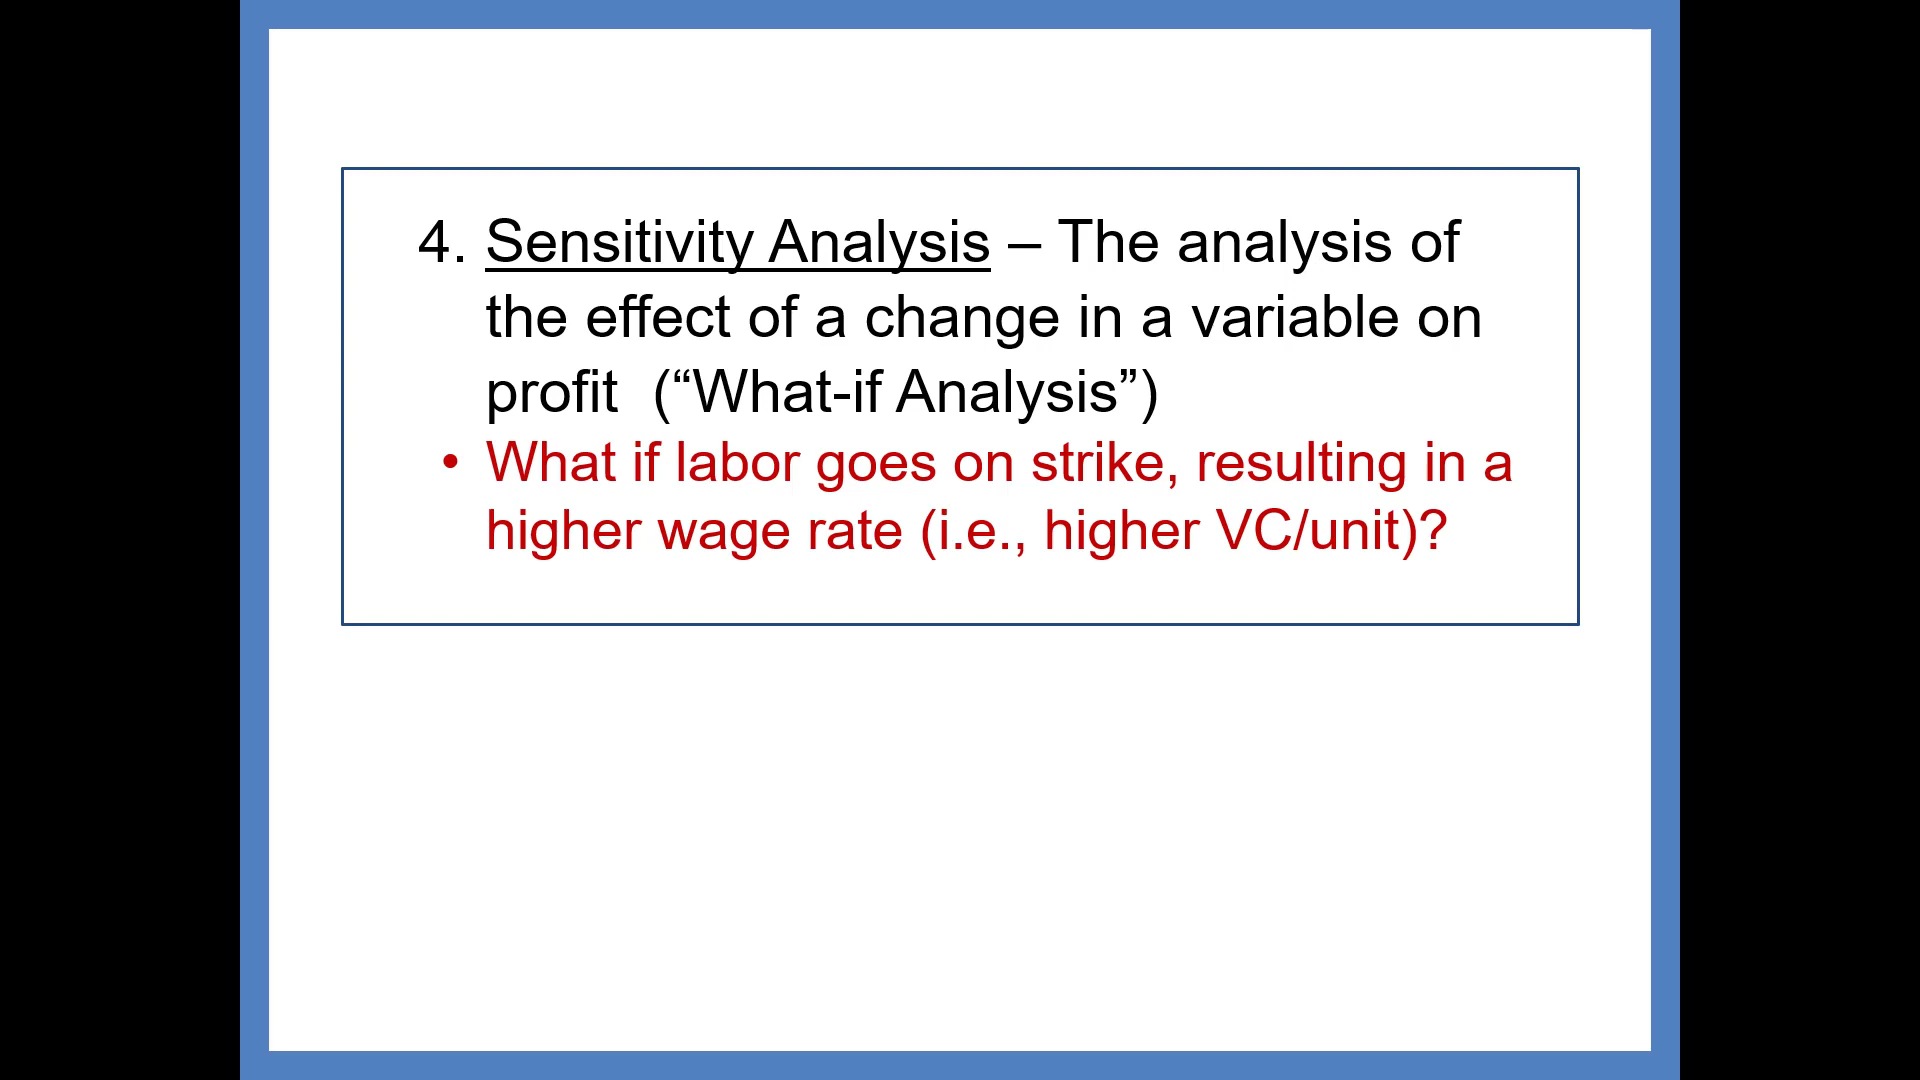 4. Sensitivity Analysis – The analysis of
the effect of a change in a variable on
profit  (“What-if Analysis”)
• What if labor goes on strike, resulting in a
higher wage rate (i.e., higher VC/unit)?